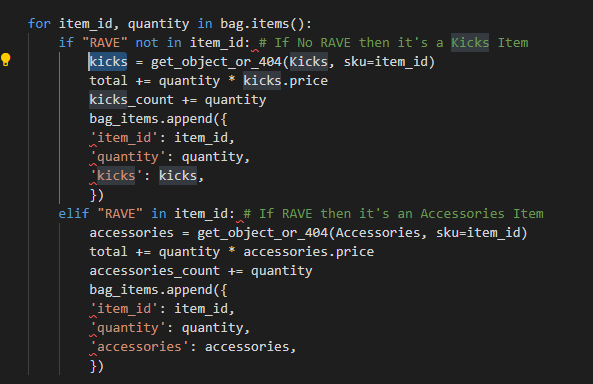 for item_id, quantity in bag.items():
    if "RAVE" not in item_id: # If No RAVE then it's a Kicks Item
        kicks = get_object_or_404(Kicks, sku=item_id)
        total += quantity * kicks.price
        kicks_count += quantity
        bag_items.append({
        'item_id': item_id,
        'quantity': quantity,
        'kicks': kicks,
        })
    elif "RAVE" in item_id: # If RAVE then it's an Accessories Item
        accessories = get_object_or_404(Accessories, sku=item_id)
        total += quantity * accessories.price
        accessories_count += quantity
        bag_items.append({
        'item_id': item_id,
        'quantity': quantity,
        'accessories': accessories,
        })